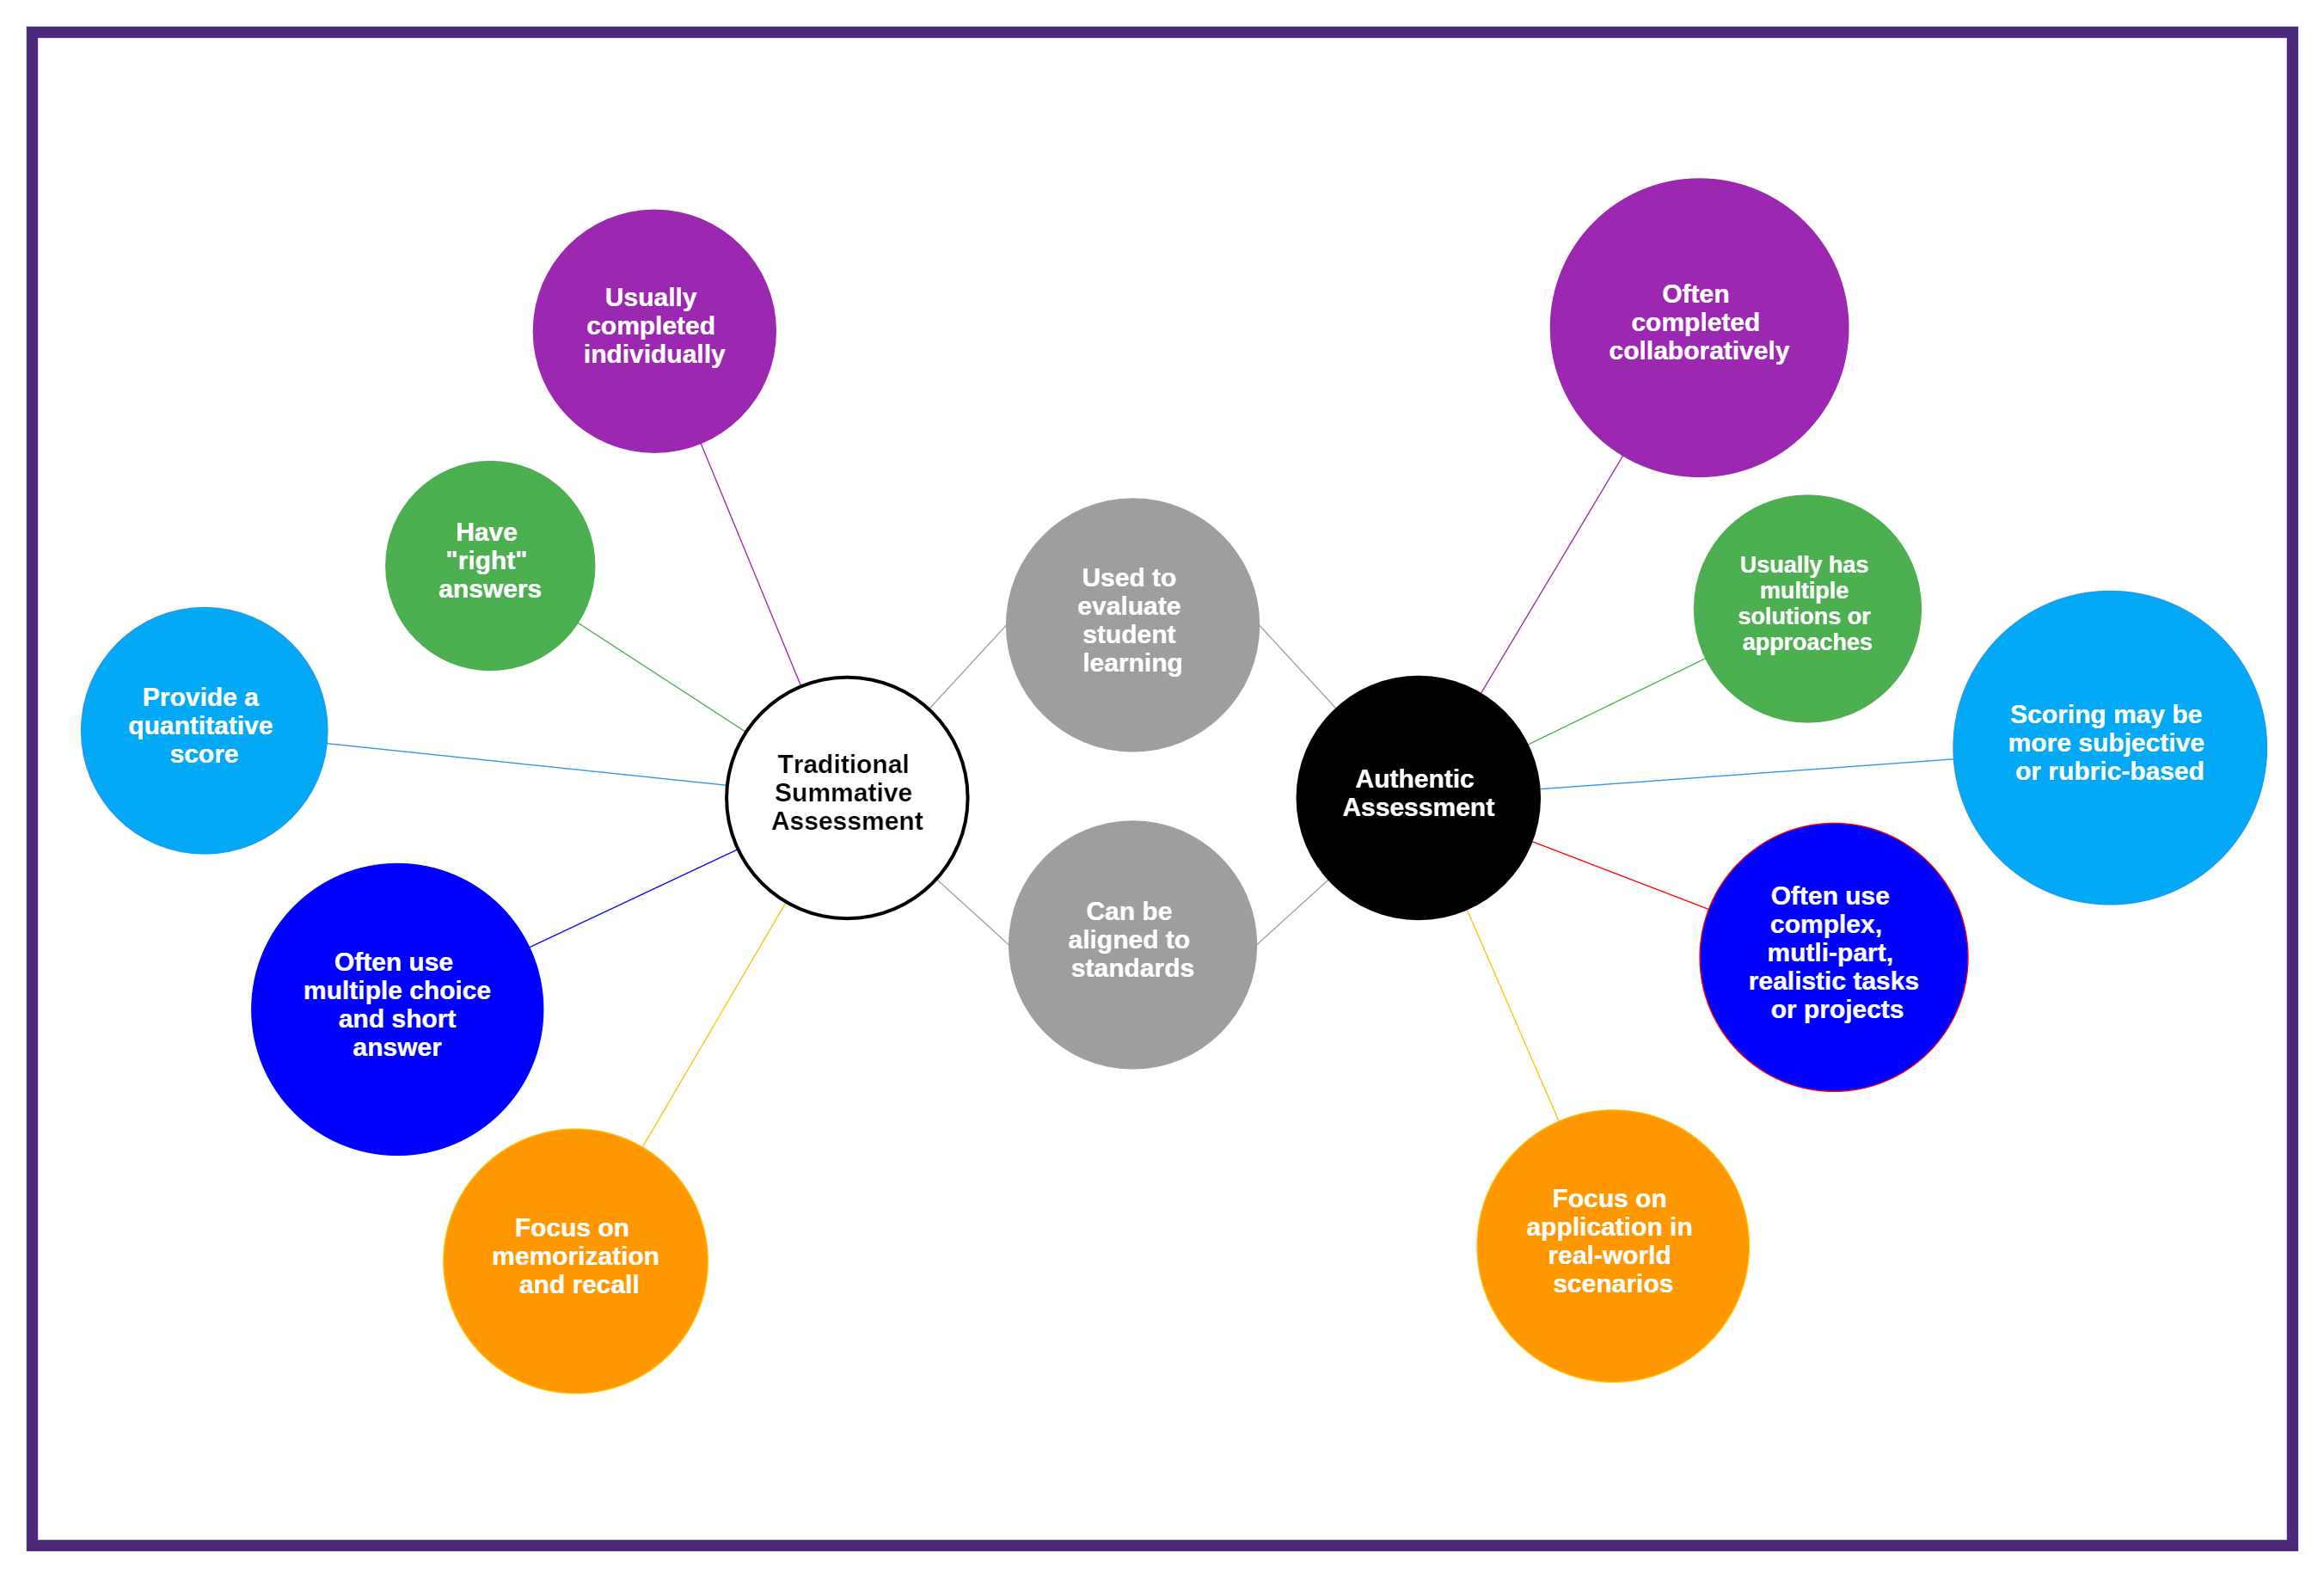 Usually
completed
individually
Have
"right"
answers
Provide a
quantitative
score
Often use
multiple choice
and short
answer
Focus on
memorization
and recall
Traditional
Summative
Assessment
Used to
evaluate
student
learning
Can be
aligned to
standards
Authentic
Assessment
Often
completed
collaboratively
Usually has
multiple
solutions or
approaches
Scoring may be
more subjective
or rubric-based
Often use
complex,
mutli-part,
realistic tasks
or projects
Focus on
application in
real-world
scenarios